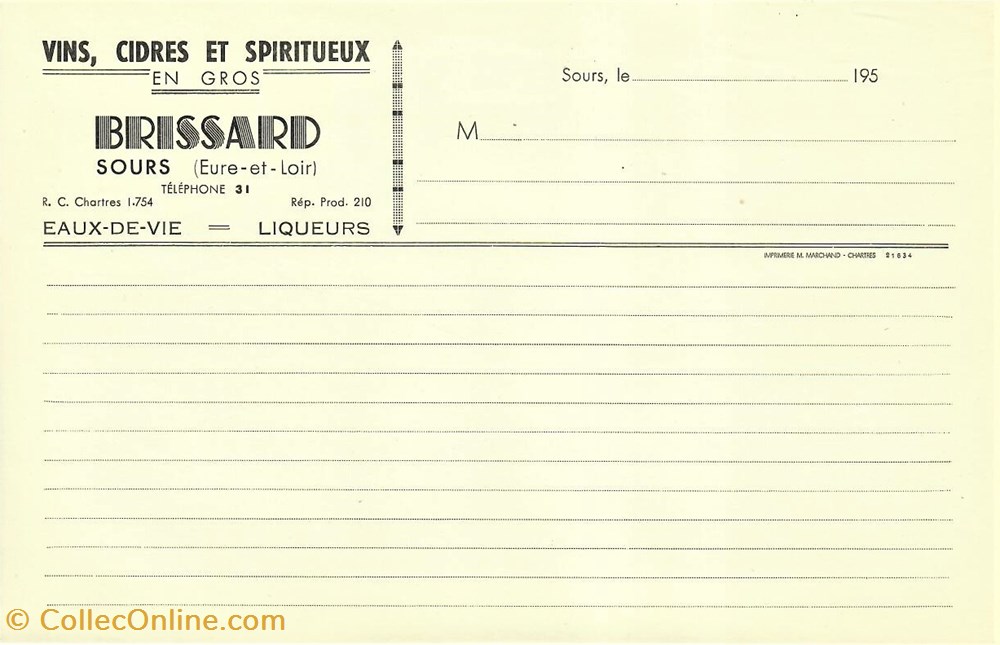 VINS, CIDRES ET SPIRITUEUX
EN GROS
BRISSARD
SOURS (Eure-et-Loir)
TÉLÉPHONE 31
R. C. Chartres 1.754 Rép. Prod. 210
EAUX-DE-VIE = LIQUEURS
Sours, le 195
M
IMPRIMERIE M. MARCHAND - CHARTRES 21834
© CollecOnline.com